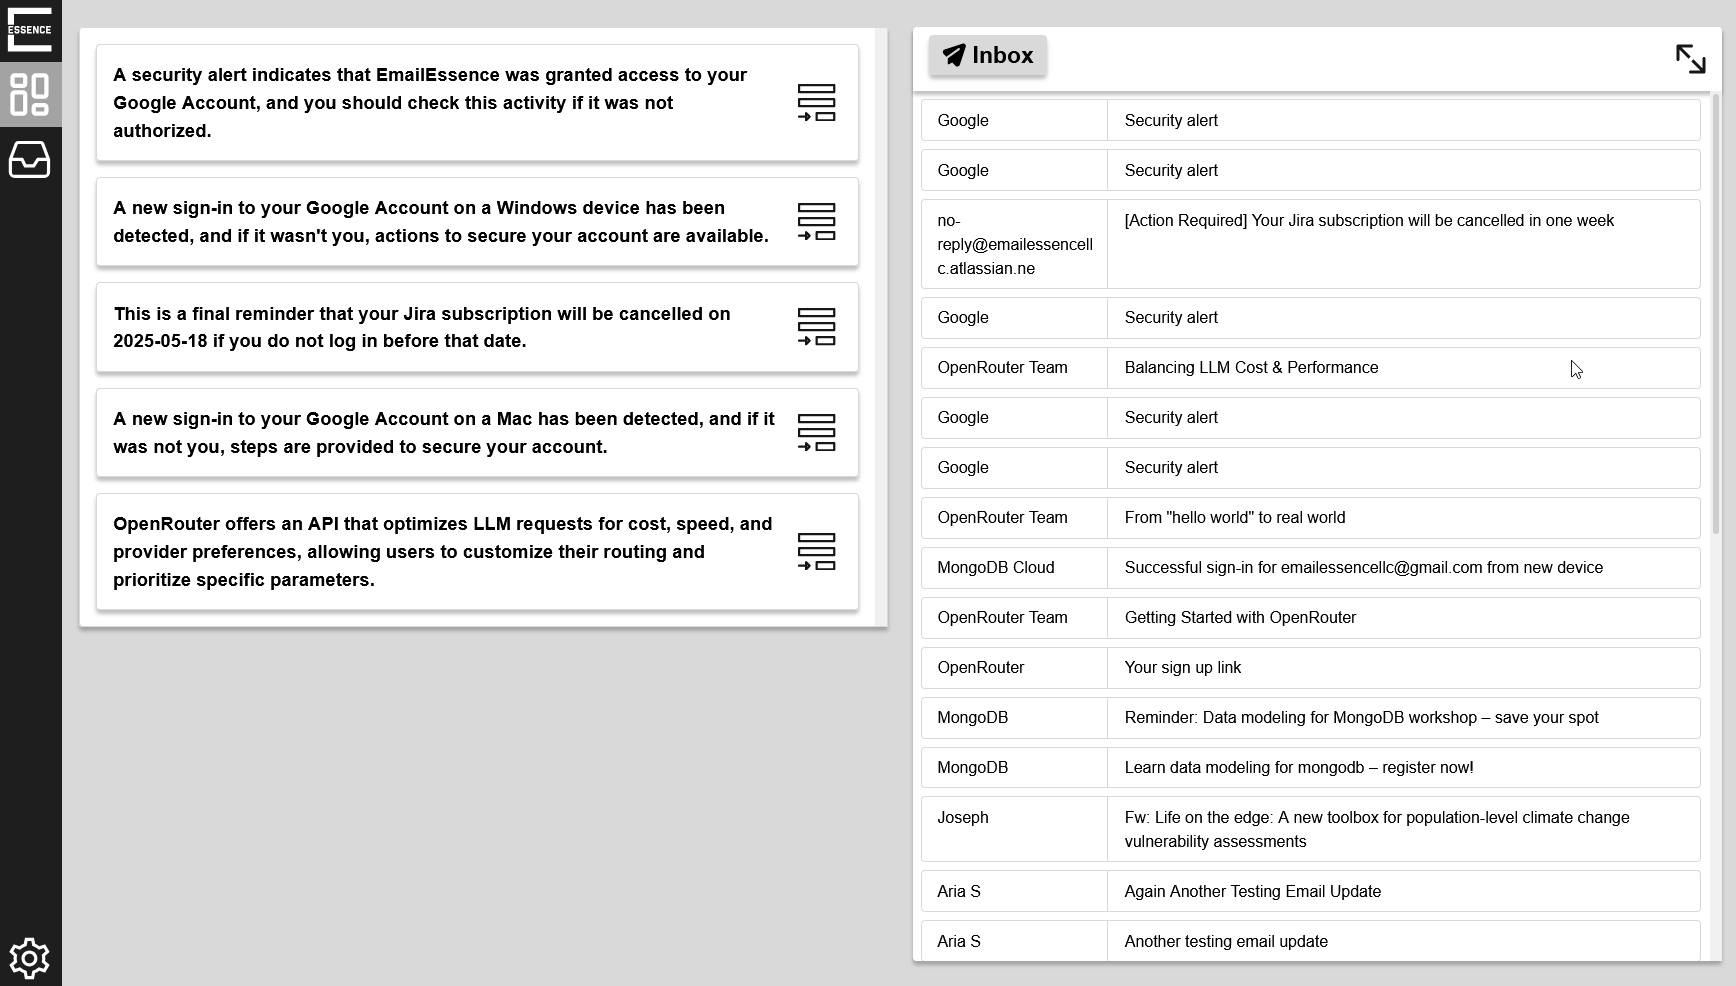 ESSENCE
A security alert indicates that EmailEssence was granted access to your
Google Account, and you should check this activity if it was not
authorized.
A new sign-in to your Google Account on a Windows device has been
detected, and if it wasn't you, actions to secure your account are available.
This is a final reminder that your Jira subscription will be cancelled on
2025-05-18 if you do not log in before that date.
A new sign-in to your Google Account on a Mac has been detected, and if it
was not you, steps are provided to secure your account.
OpenRouter offers an API that optimizes LLM requests for cost, speed, and
provider preferences, allowing users to customize their routing and
prioritize specific parameters.
Inbox
Google Security alert
Google Security alert
no- [Action Required] Your Jira subscription will be cancelled in one week
reply@emailessencell
c.atlassian.ne
Google Security alert
OpenRouter Team Balancing LLM Cost & Performance
Google Security alert
Google Security alert
OpenRouter Team From "hello world" to real world
MongoDB Cloud Successful sign-in for emailessencellc@gmail.com from new device
OpenRouter Team Getting Started with OpenRouter
OpenRouter Your sign up link
MongoDB Reminder: Data modeling for MongoDB workshop – save your spot
MongoDB Learn data modeling for mongodb – register now!
Joseph Fw: Life on the edge: A new toolbox for population-level climate change
vulnerability assessments
Aria S Again Another Testing Email Update
Aria S Another testing email update